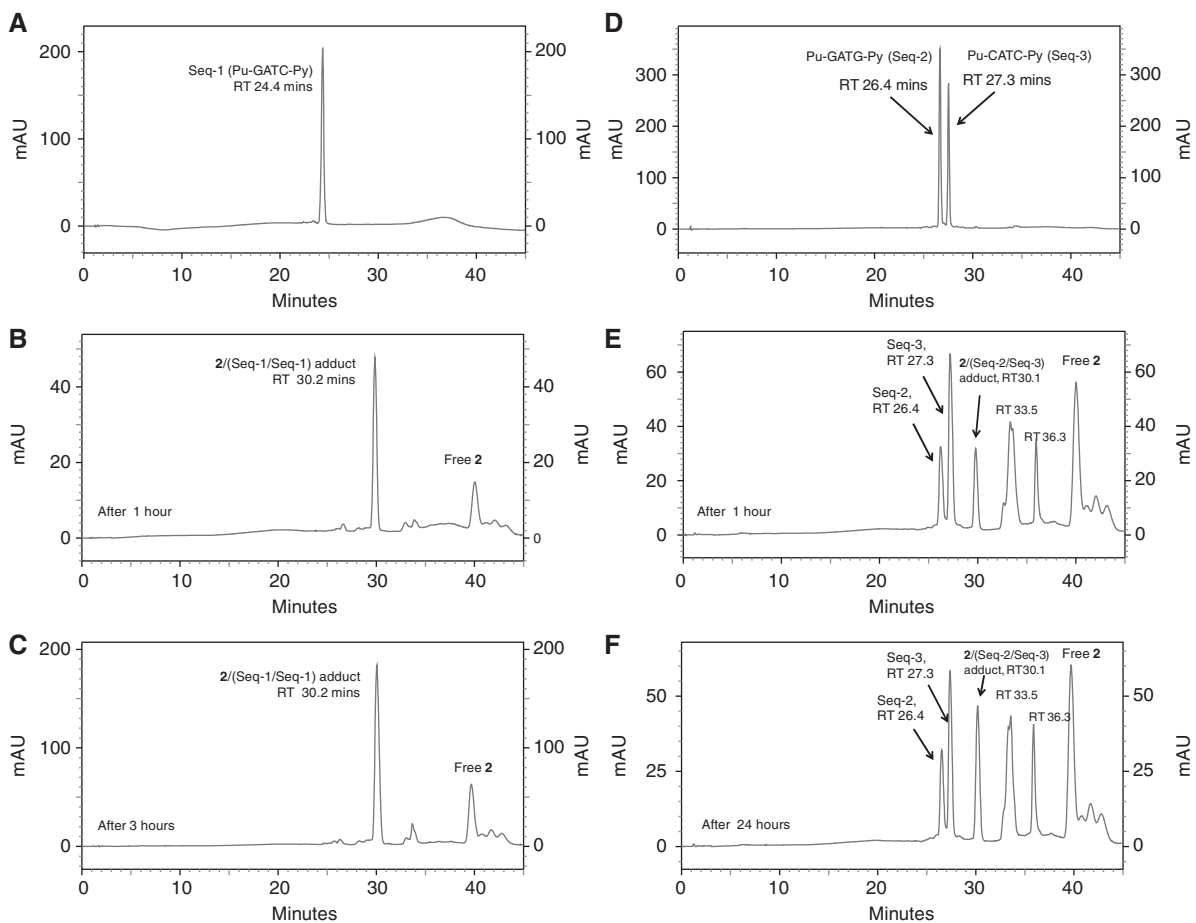 A
200
100
0
mAU
Seq-1 (Pu-GATC-Py)
RT 24.4 mins
200
100
0
mAU
0 10 20 30 40
Minutes
B
40
20
0
mAU
2/(Seq-1/Seq-1) adduct
RT 30.2 mins
Free 2
After 1 hour
40
20
0
mAU
0 10 20 30 40
Minutes
C
200
100
0
mAU
2/(Seq-1/Seq-1) adduct
RT 30.2 mins
Free 2
After 3 hours
200
100
0
mAU
0 10 20 30 40
Minutes
D
300
200
100
0
mAU
Pu-GATG-Py (Seq-2)
RT 26.4 mins
Pu-CATC-Py (Seq-3)
RT 27.3 mins
300
200
100
0
mAU
0 10 20 30 40
Minutes
E
60
40
20
0
mAU
Seq-3,
RT 27.3
Seq-2,
RT 26.4
2/(Seq-2/Seq-3)
adduct, RT30.1
RT 33.5
RT 36.3
Free 2
After 1 hour
60
40
20
0
mAU
0 10 20 30 40
Minutes
F
50
25
0
mAU
Seq-3,
RT 27.3
Seq-2,
RT 26.4
2/(Seq-2/Seq-3)
adduct, RT30.1
RT 33.5
RT 36.3
Free 2
After 24 hours
50
25
0
mAU
0 10 20 30 40
Minutes